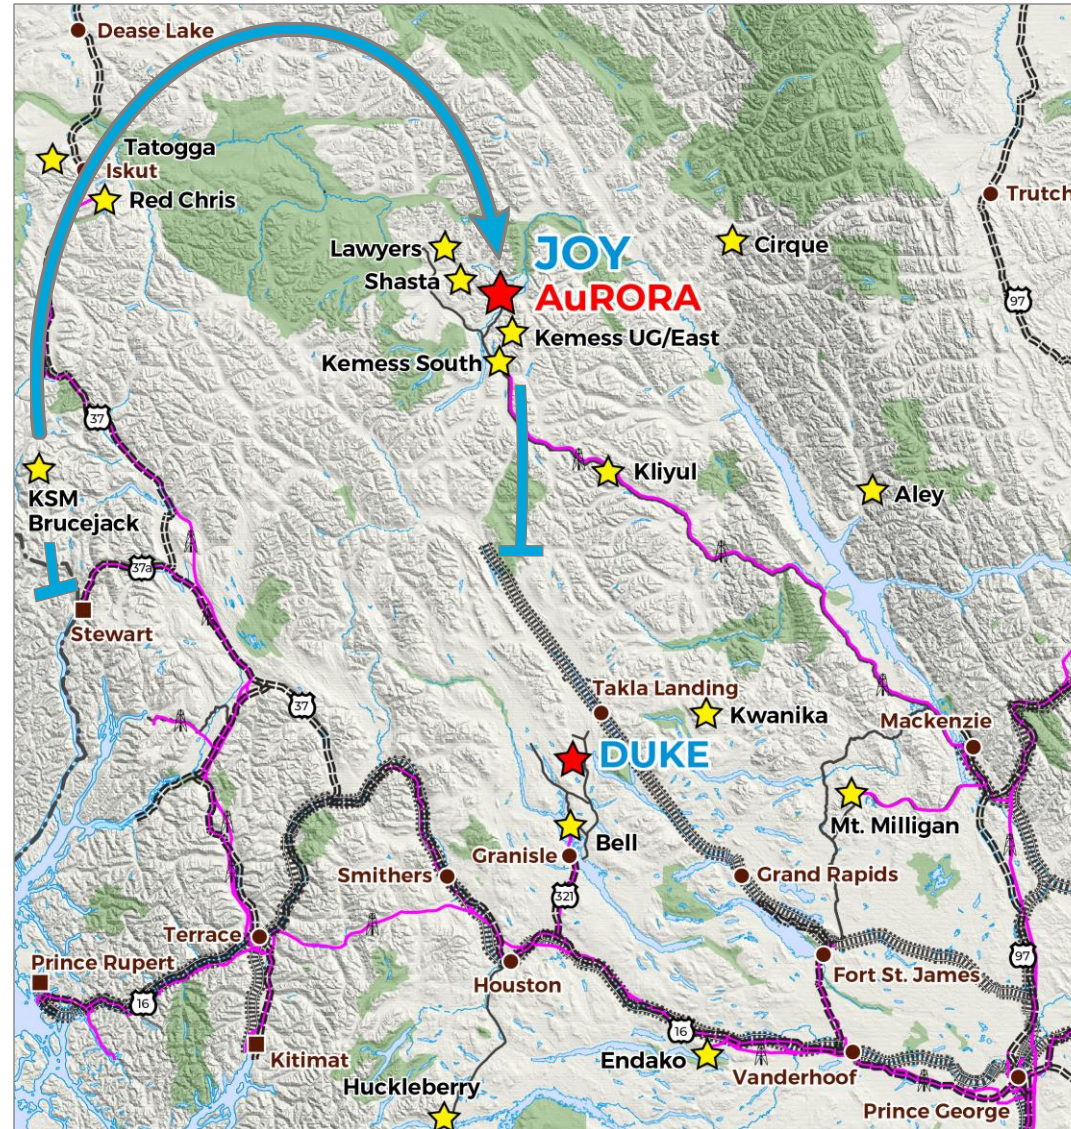 Dease Lake
Tatogga
Iskut
Red Chris
Trutch
Lawyers
JOY
Cirque
Shasta
AuRORA
97
Kemess UG/East
Kemess South
37
KSM
Brucejack
Kliyul
Aley
37a
Stewart
37
Takla Landing
Kwanika
Mackenzie
DUKE
Mt. Milligan
Bell
Granisle
Smithers
Grand Rapids
321
Terrace
Prince Rupert
Houston
Fort St. James
97
16
16
Kitimat
Endako
Vanderhoof
Huckleberry
Prince George